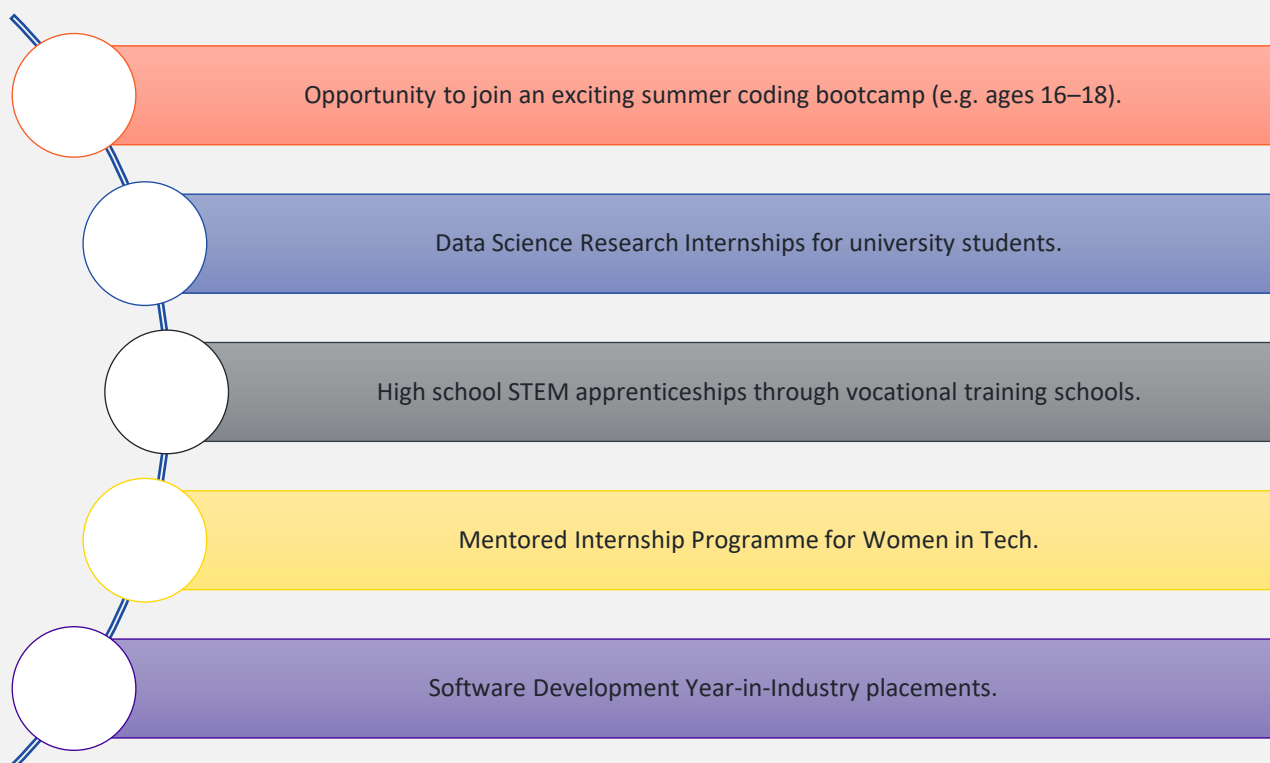 Opportunity to join an exciting summer coding bootcamp (e.g. ages 16–18).
Data Science Research Internships for university students.
High school STEM apprenticeships through vocational training schools.
Mentored Internship Programme for Women in Tech.
Software Development Year-in-Industry placements.